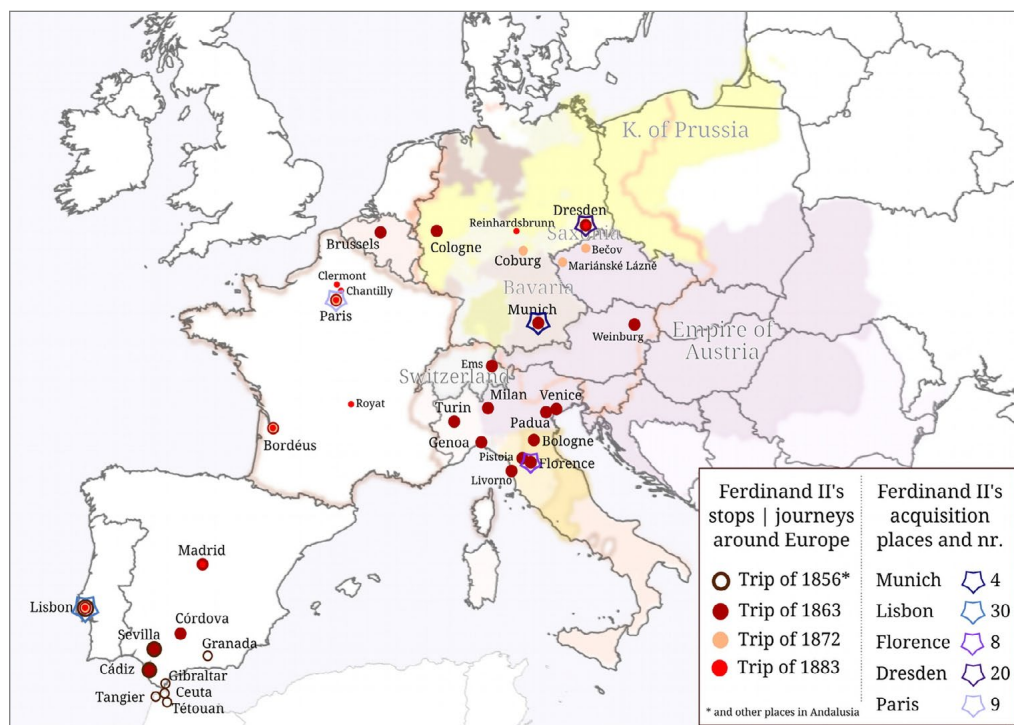 K. of Prussia
Dresden
Reinhardsbrunn
Saxonia
Brussels
Cologne
Bečov
Coburg
Mariánské Lázně
Clermont
Chantilly
Bavaria
Paris
Munich
Weinburg
Empire of
Austria
Ems
Switzerland
Milan
Venice
Royat
Turin
Padua
Bordéus
Genoa
Bologne
Pistoia
Florence
Livorno
Madrid
Lisbon
Córdova
Sevilla
Granada
Cádiz
Gibraltar
Ceuta
Tangier
Tétouan
Ferdinand II's
stops | journeys
around Europe
Trip of 1856*
Trip of 1863
Trip of 1872
Trip of 1883
* and other places in Andalusia
Ferdinand II's
acquisition
places and nr.
Munich 4
Lisbon 30
Florence 8
Dresden 20
Paris 9